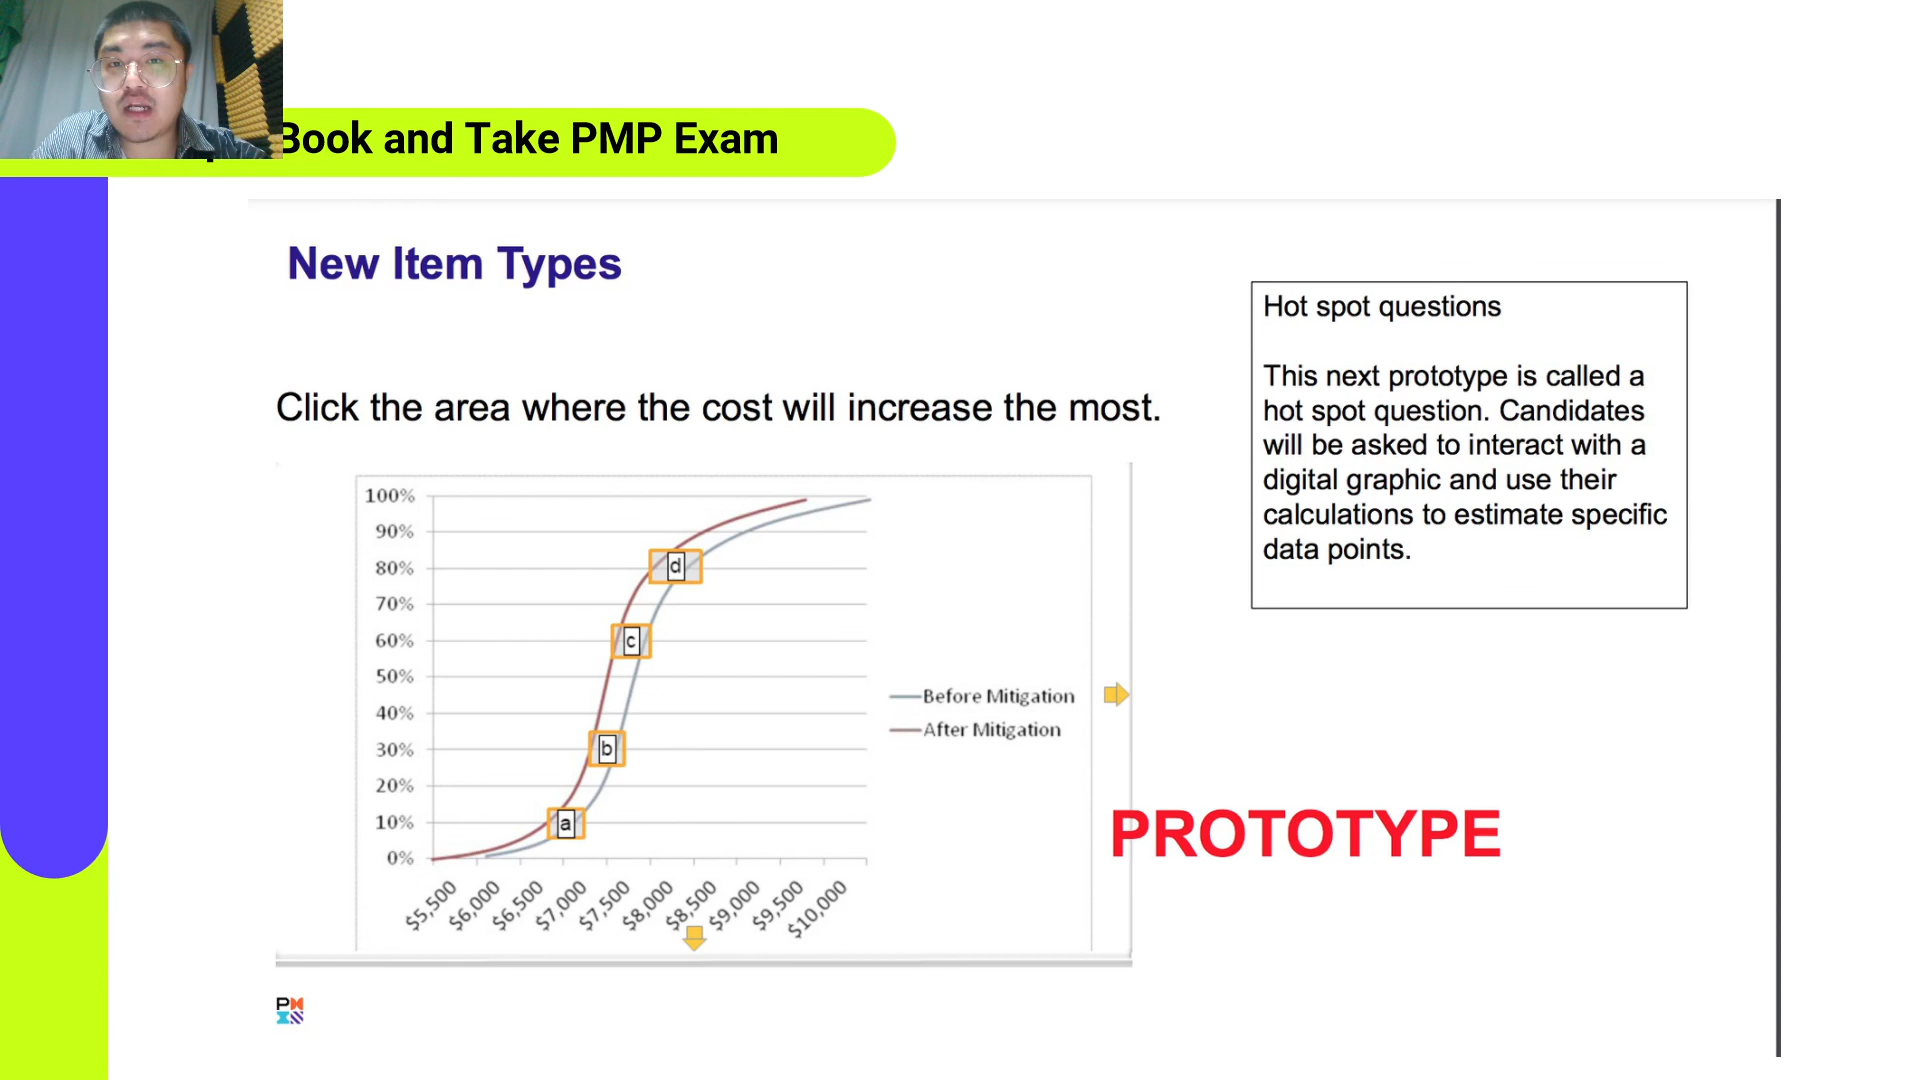 Book and Take PMP Exam
New Item Types
Hot spot questions
This next prototype is called a
hot spot question. Candidates
will be asked to interact with a
digital graphic and use their
calculations to estimate specific
data points.
Click the area where the cost will increase the most.
100%
90%
80%
70%
60%
50%
40%
30%
20%
10%
0%
d
c
b
a
Before Mitigation
After Mitigation
$5,500
$6,000
$6,500
$7,000
$7,500
$8,000
$8,500
$9,000
$9,500
$10,000
PROTOTYPE